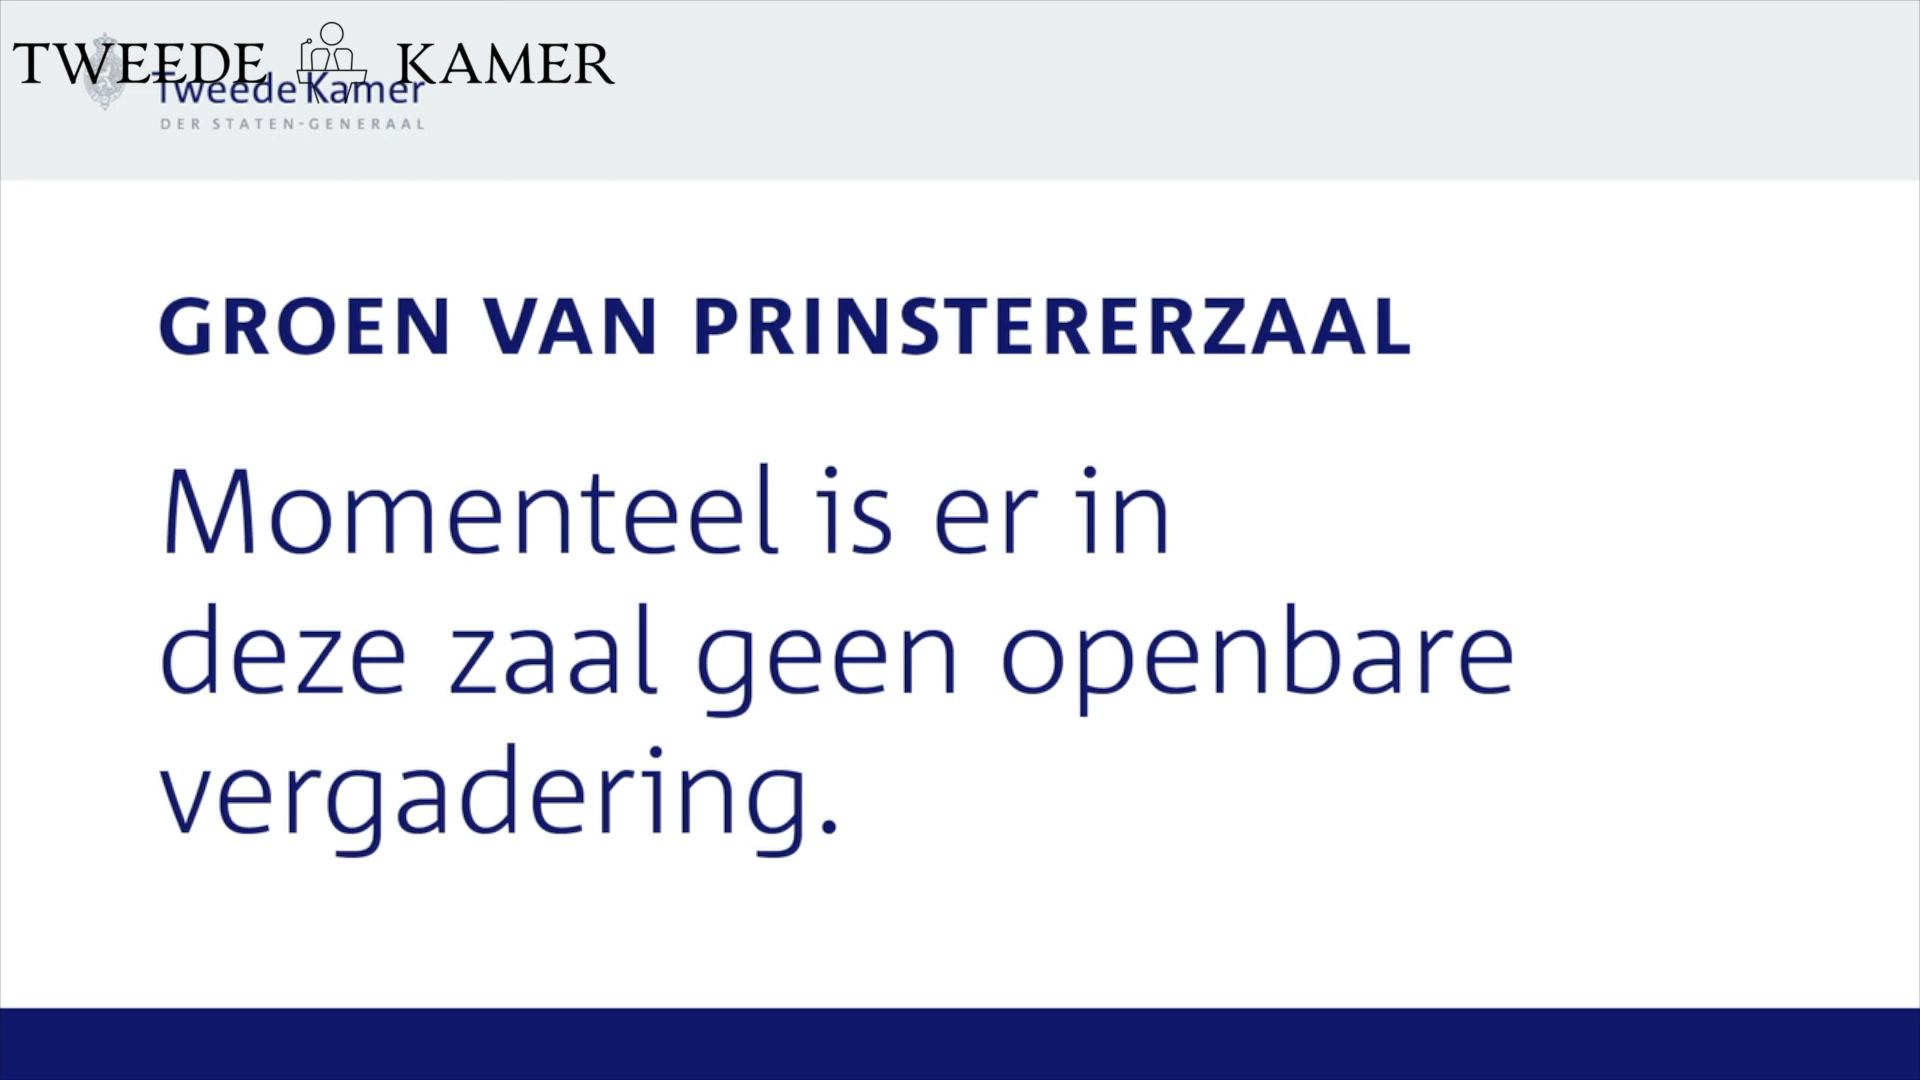 TWEEDE KAMER
Tweede Kamer
DER STATEN-GENERAAL
GROEN VAN PRINSTERERZAAL
Momenteel is er in
deze zaal geen openbare
vergadering.